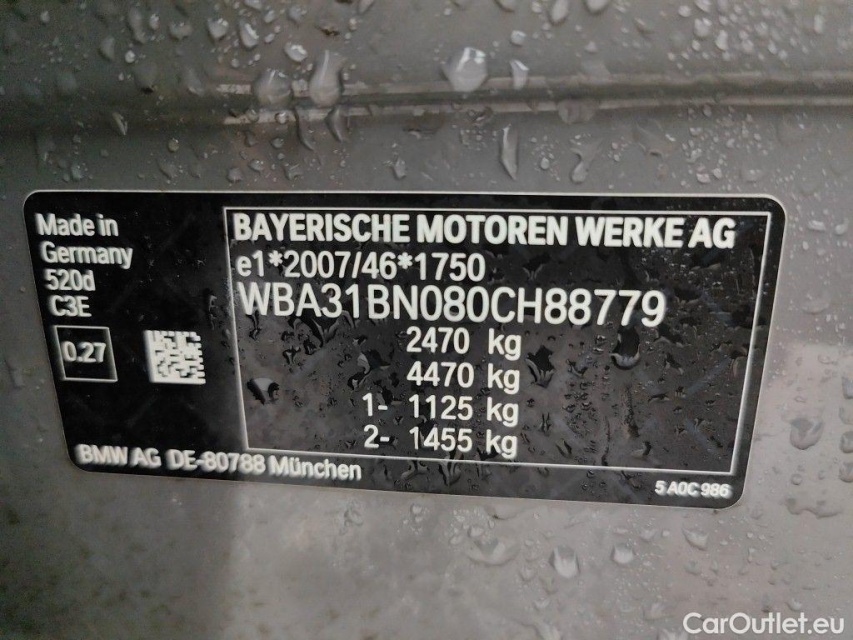 Made in
Germany
520d
C3E
0.27
BAYERISCHE MOTOREN WERKE AG
e1*2007/46*1750
WBA31BN080CH88779
2470 kg
4470 kg
1- 1125 kg
2- 1455 kg
BMW AG DE-80788 München
5 A0C 986
CarOutlet.eu